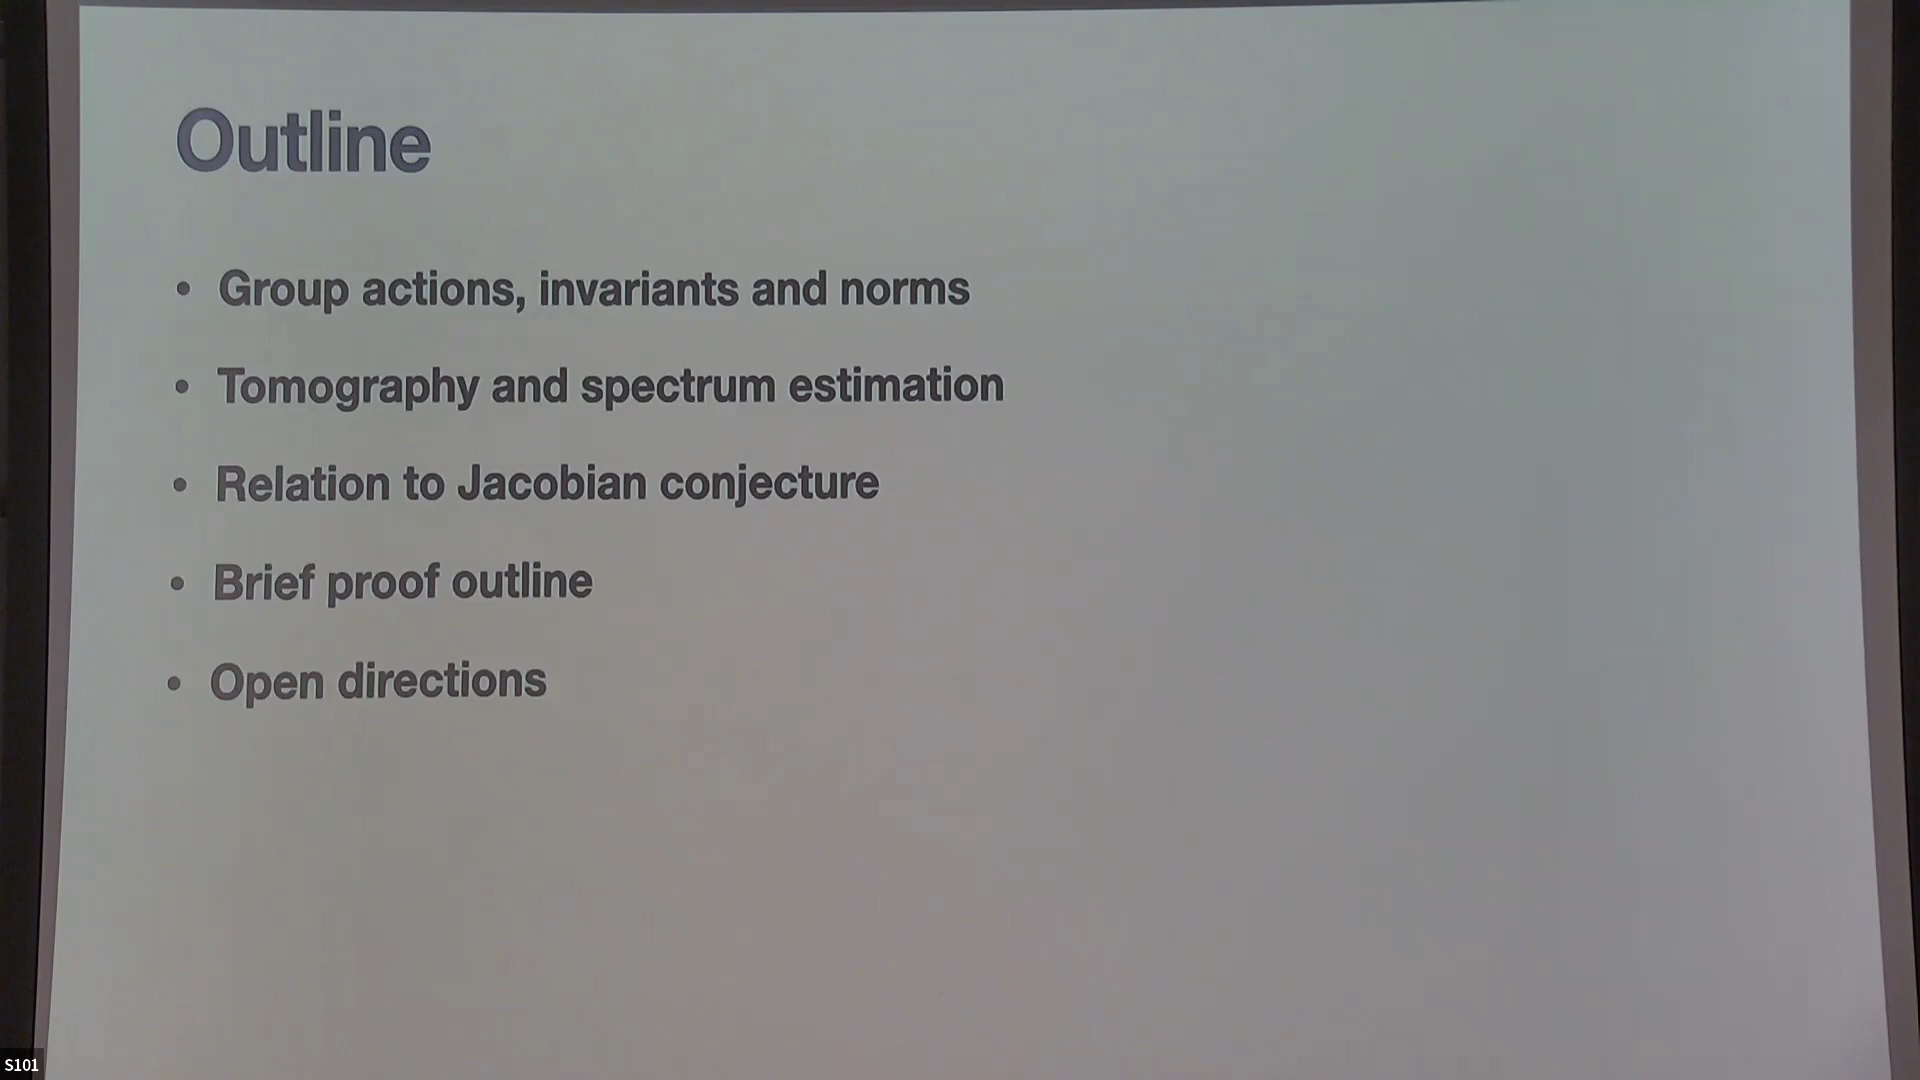 Outline
• Group actions, invariants and norms
• Tomography and spectrum estimation
• Relation to Jacobian conjecture
• Brief proof outline
• Open directions
S101